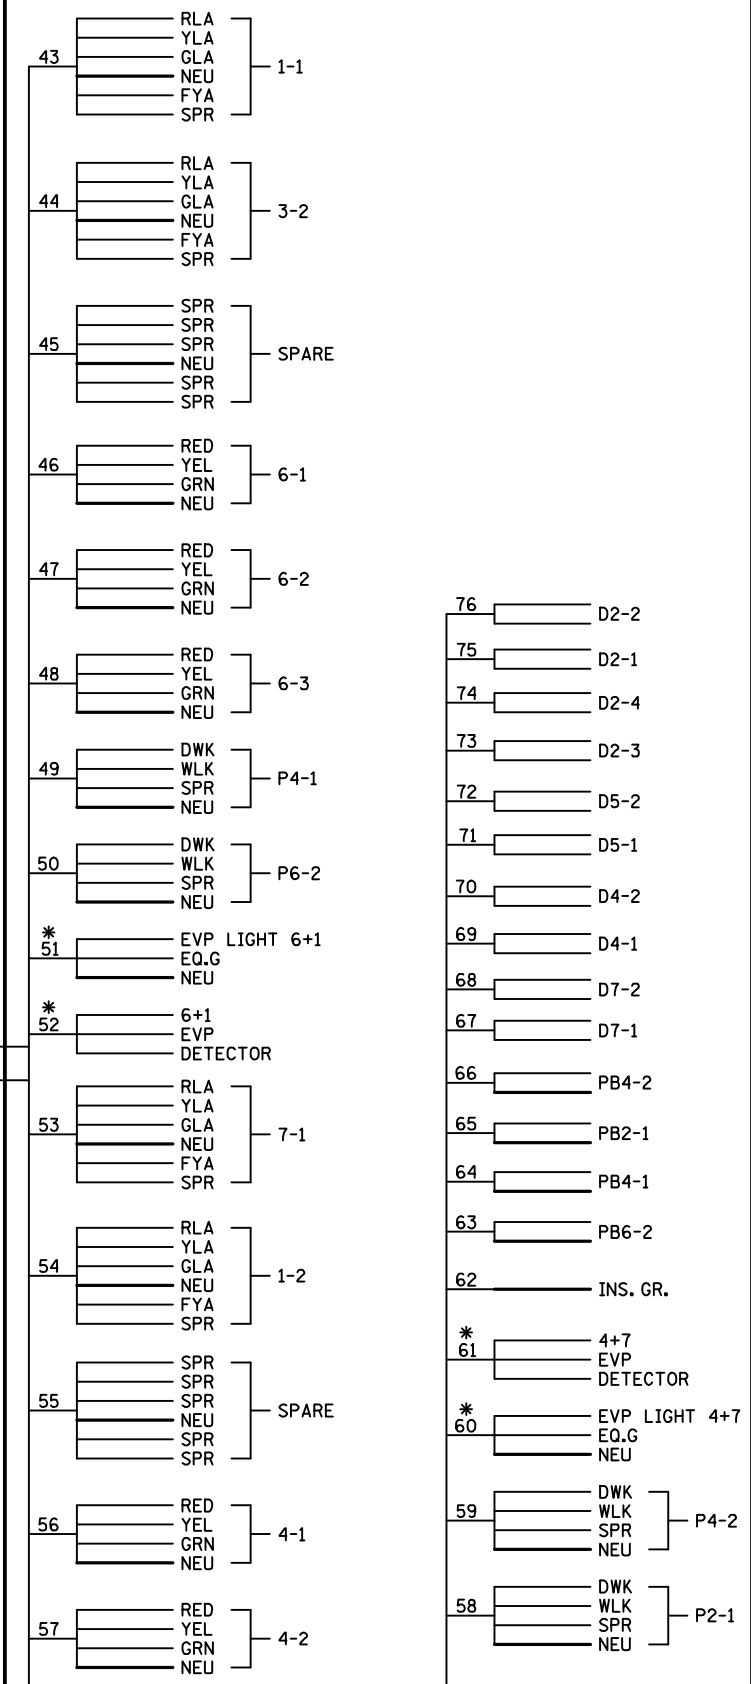 43
RLA
YLA
GLA
NEU
FYA
SPR
1-1
44
RLA
YLA
GLA
NEU
FYA
SPR
3-2
45
SPR
SPR
SPR
NEU
SPR
SPR
SPARE
46
RED
YEL
GRN
NEU
6-1
47
RED
YEL
GRN
NEU
6-2
48
RED
YEL
GRN
NEU
6-3
49
DWK
WLK
SPR
NEU
P4-1
50
DWK
WLK
SPR
NEU
P6-2
*
51
EVP LIGHT 6+1
EQ.G
NEU
*
52
6+1
EVP
DETECTOR
53
RLA
YLA
GLA
NEU
FYA
SPR
7-1
54
RLA
YLA
GLA
NEU
FYA
SPR
1-2
55
SPR
SPR
SPR
NEU
SPR
SPR
SPARE
56
RED
YEL
GRN
NEU
4-1
57
RED
YEL
GRN
NEU
4-2
76
D2-2
75
D2-1
74
D2-4
73
D2-3
72
D5-2
71
D5-1
70
D4-2
69
D4-1
68
D7-2
67
D7-1
66
PB4-2
65
PB2-1
64
PB4-1
63
PB6-2
62
INS. GR.
*
61
4+7
EVP
DETECTOR
*
60
EVP LIGHT 4+7
EQ.G
NEU
59
DWK
WLK
SPR
NEU
P4-2
58
DWK
WLK
SPR
NEU
P2-1